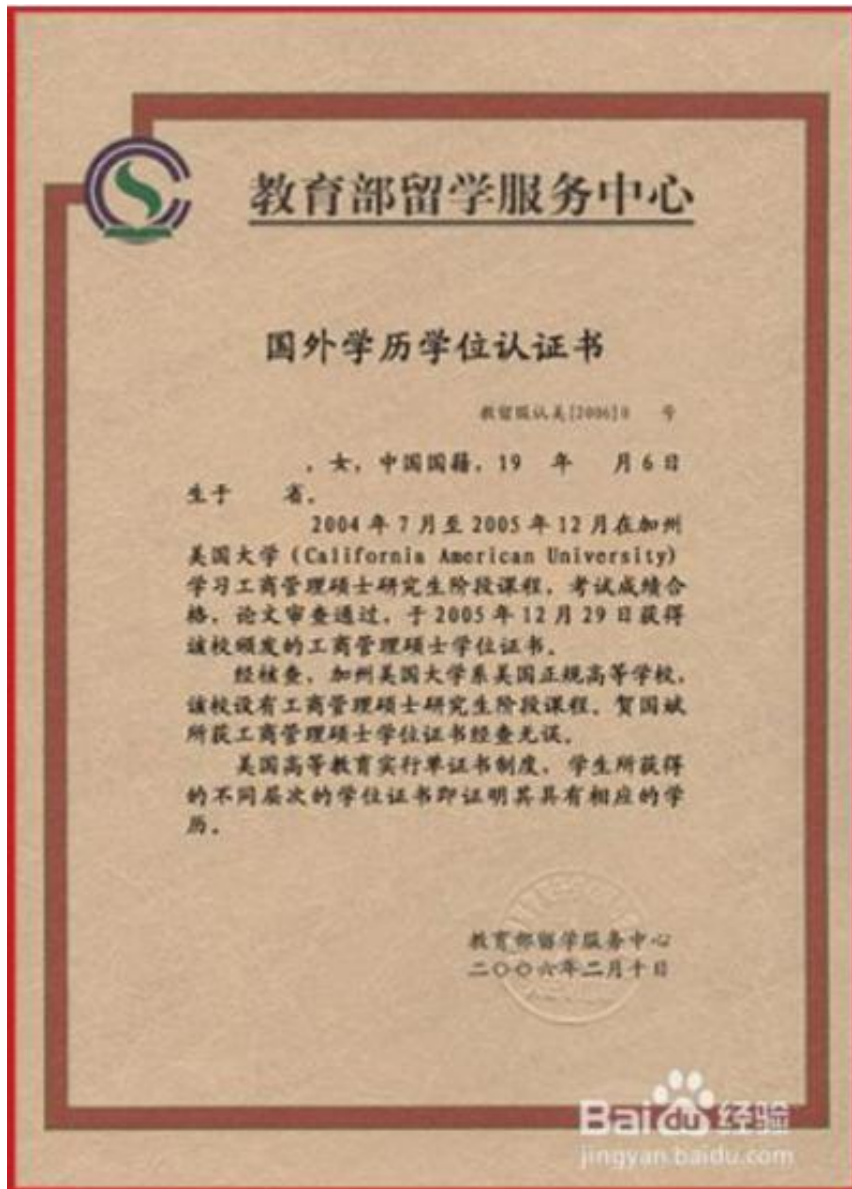 教育部留学服务中心
国外学历学位认证书
教留服认美[2006]0 号
，女，中国国籍，19 年 月6日
生于 省。
2004年7月至2005年12月在加州
美国大学（California American University）
学习工商管理硕士研究生阶段课程，考试成绩合
格，论文审查通过，于2005年12月29日获得
该校颁发的工商管理硕士学位证书。
经核查，加州美国大学系美国正规高等学校，
该校设有工商管理硕士研究生阶段课程，贺国斌
所获工商管理硕士学位证书经查无误。
美国高等教育实行单证书制度，学生所获得
的不同层次的学位证书即证明其具有相应的学
历。
教育部留学服务中心
二〇〇六年二月十日
Baidu 经验
jingyan.baidu.com